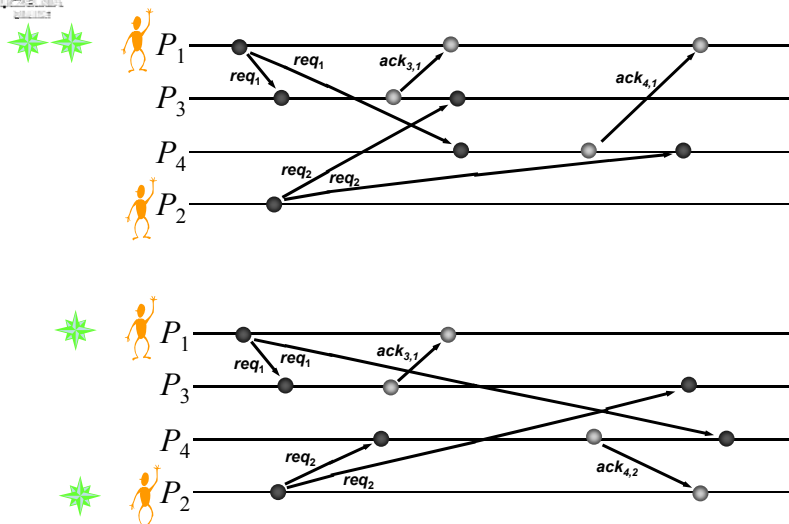 P1
req1
req1
ack3,1
ack4,1
P3
P4
req2
req2
P2
P1
req1
req1
ack3,1
P3
P4
req2
req2
ack4,2
P2